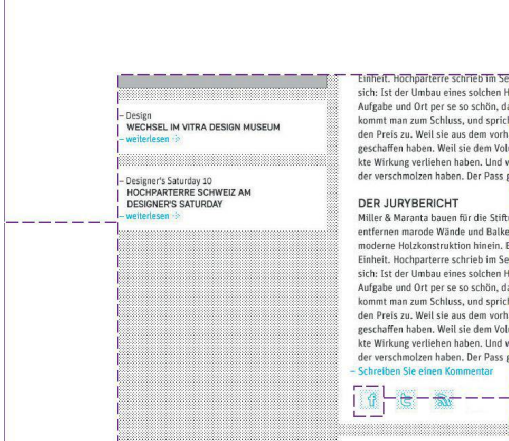 Design
WECHSEL IM VITRA DESIGN MUSEUM
– weiterlesen
Designer's Saturday 10
HOCHPARTERRE SCHWEIZ AM
DESIGNER'S SATURDAY
– weiterlesen
Einheit. Hochparterre schrieb im Se
sich: Ist der Umbau eines solchen H
Aufgabe und Ort per se so schön, da
kommt man zum Schluss, und sprich
den Preis zu. Weil sie aus dem vorh
geschaffen haben. Weil sie dem Vol
kte Wirkung verliehen haben. Und w
der verschmolzen haben. Der Pass g
DER JURYBERICHT
Miller & Maranta bauen für die Stift
entfernen marode Wände und Balke
moderne Holzkonstruktion hinein. E
Einheit. Hochparterre schrieb im Se
sich: Ist der Umbau eines solchen H
Aufgabe und Ort per se so schön, da
kommt man zum Schluss, und sprich
den Preis zu. Weil sie aus dem vorh
geschaffen haben. Weil sie dem Vol
kte Wirkung verliehen haben. Und w
der verschmolzen haben. Der Pass g
– Schreiben Sie einen Kommentar
f t